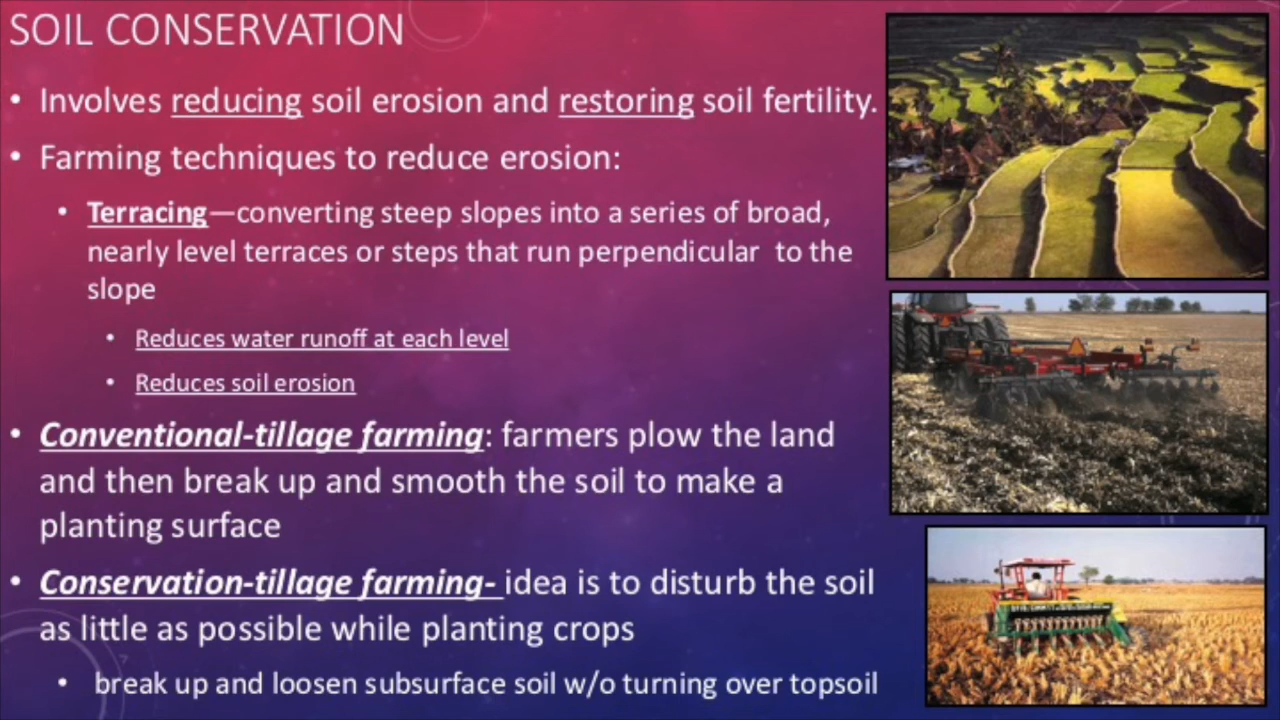 SOIL CONSERVATION
• Involves reducing soil erosion and restoring soil fertility.
• Farming techniques to reduce erosion:
• Terracing—converting steep slopes into a series of broad,
nearly level terraces or steps that run perpendicular to the
slope
• Reduces water runoff at each level
• Reduces soil erosion
• Conventional-tillage farming: farmers plow the land
and then break up and smooth the soil to make a
planting surface
• Conservation-tillage farming- idea is to disturb the soil
as little as possible while planting crops
• break up and loosen subsurface soil w/o turning over topsoil